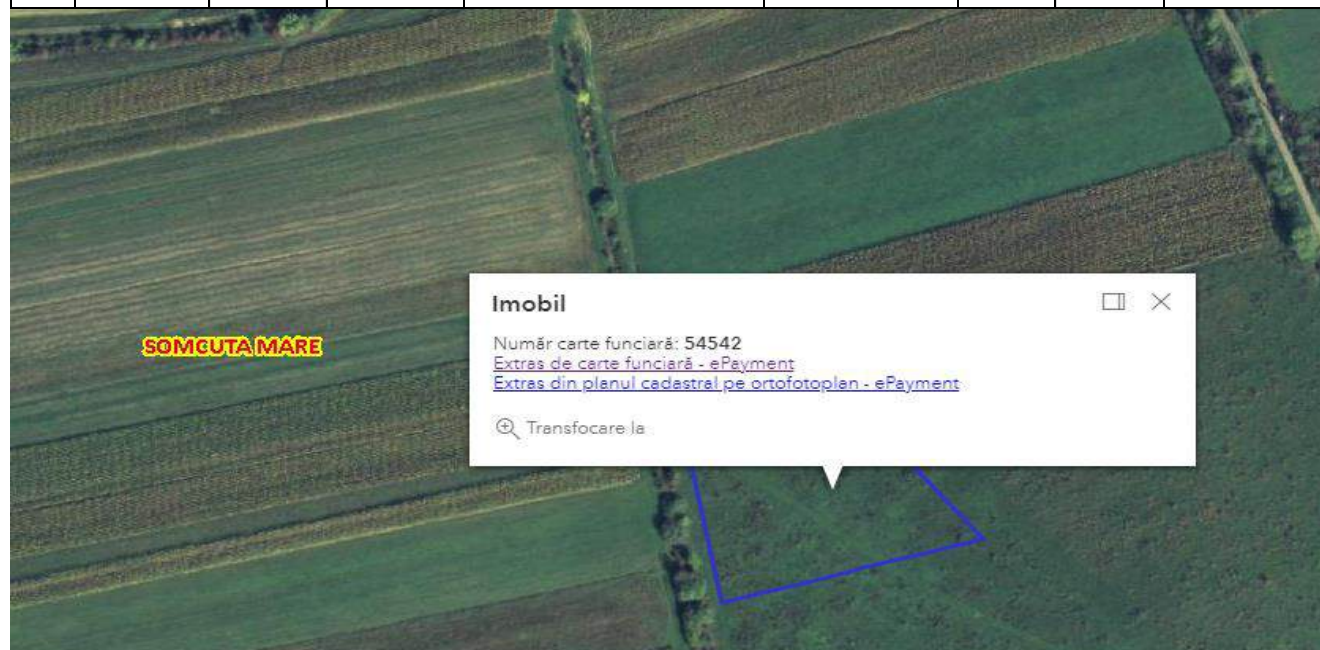 SOMCUTA MARE
Imobil
Număr carte funciară: 54542
Extras de carte funciară - ePayment
Extras din planul cadastral pe ortofotoplan - ePayment
Transfocare la